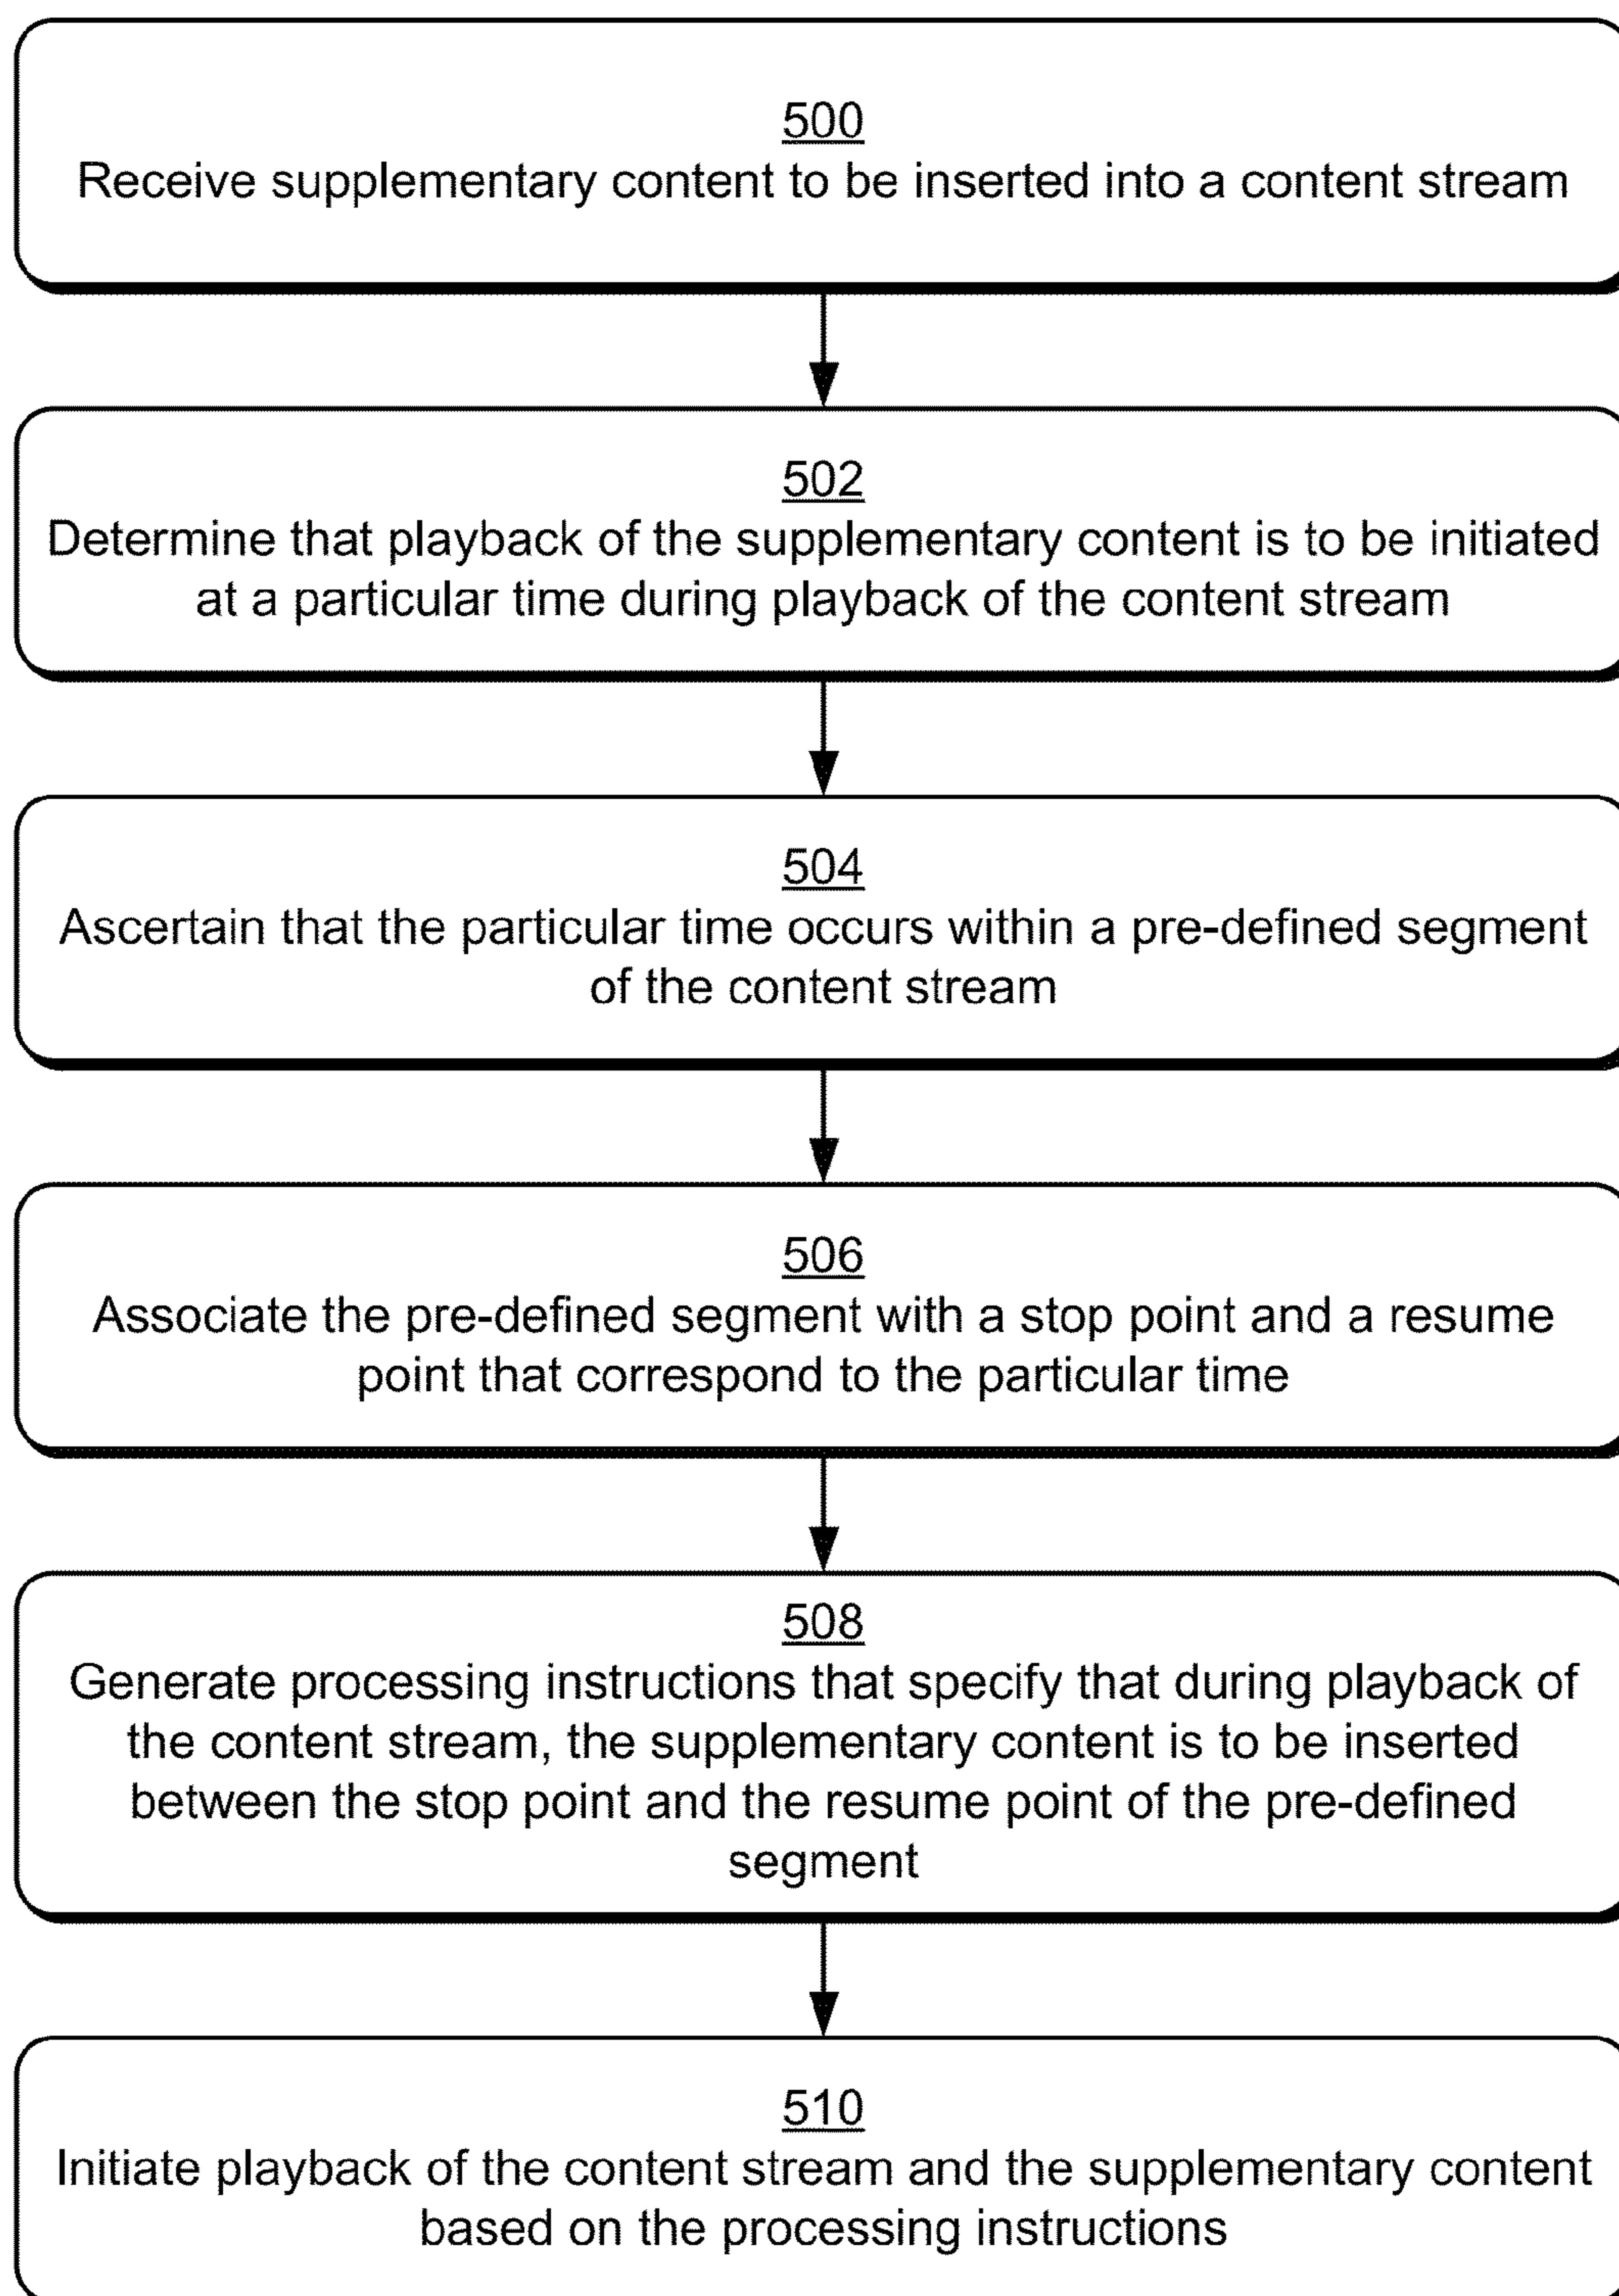 500
Receive supplementary content to be inserted into a content stream
502
Determine that playback of the supplementary content is to be initiated
at a particular time during playback of the content stream
504
Ascertain that the particular time occurs within a pre-defined segment
of the content stream
506
Associate the pre-defined segment with a stop point and a resume
point that correspond to the particular time
508
Generate processing instructions that specify that during playback of
the content stream, the supplementary content is to be inserted
between the stop point and the resume point of the pre-defined
segment
510
Initiate playback of the content stream and the supplementary content
based on the processing instructions